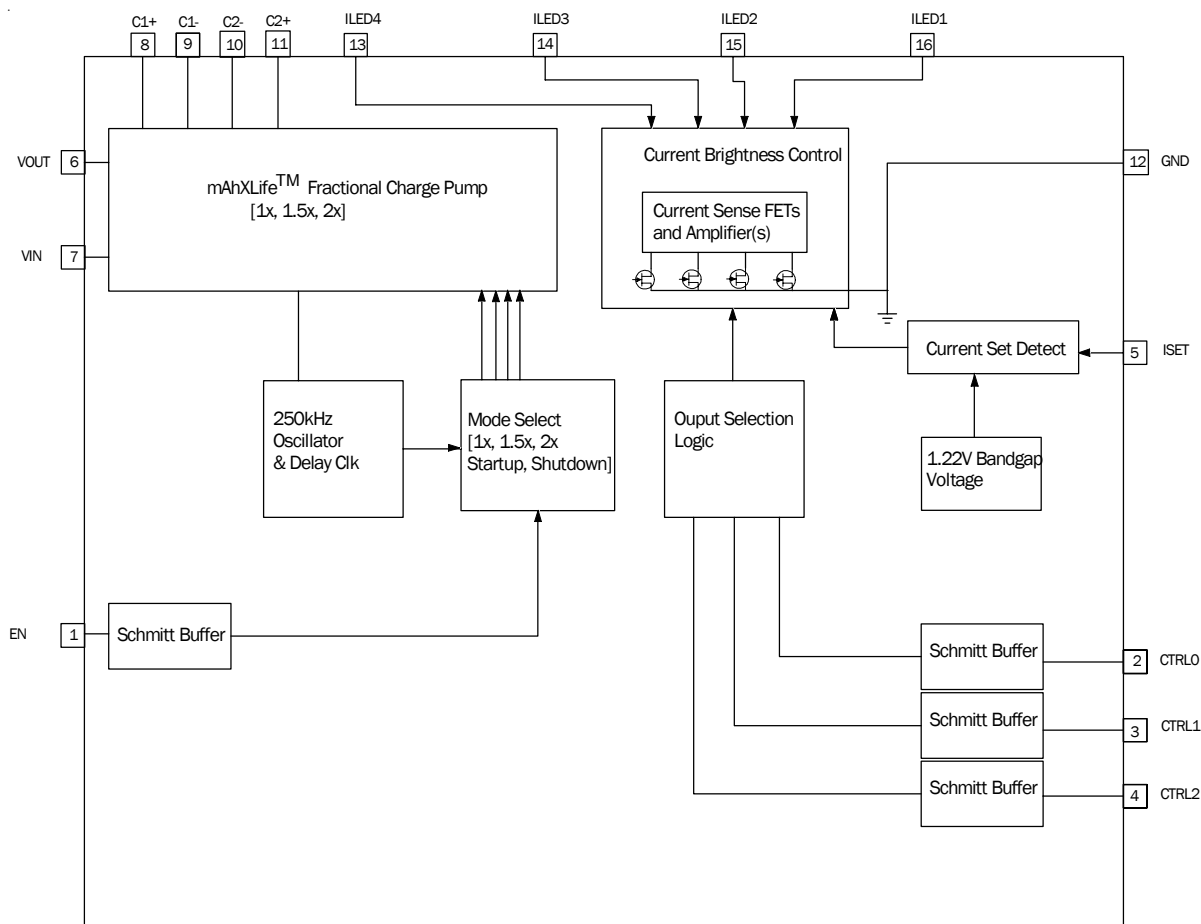 C1+ C1- C2- C2+ ILED4 ILED3 ILED2 ILED1
8 9 10 11 13 14 15 16
VOUT 6
mAhXLife™ Fractional Charge Pump
[1x, 1.5x, 2x]
VIN 7
Current Brightness Control
Current Sense FETs
and Amplifier(s)
12 GND
Current Set Detect
5 ISET
250kHz
Oscillator
& Delay Clk
Mode Select
[1x, 1.5x, 2x
Startup, Shutdown]
Ouput Selection
Logic
1.22V Bandgap
Voltage
EN 1
Schmitt Buffer
Schmitt Buffer
2 CTRL0
Schmitt Buffer
3 CTRL1
Schmitt Buffer
4 CTRL2